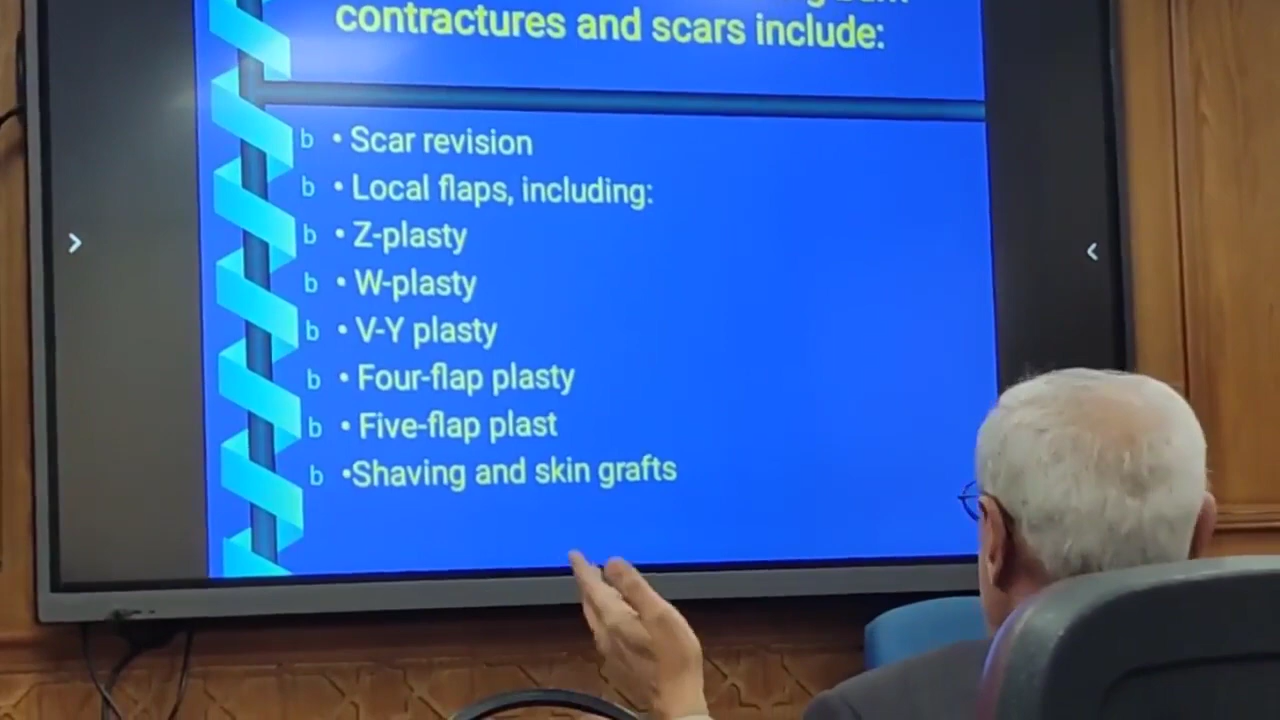 contractures and scars include:
b • Scar revision
b • Local flaps, including:
b • Z-plasty
b • W-plasty
b • V-Y plasty
b • Four-flap plasty
b • Five-flap plast
b •Shaving and skin grafts